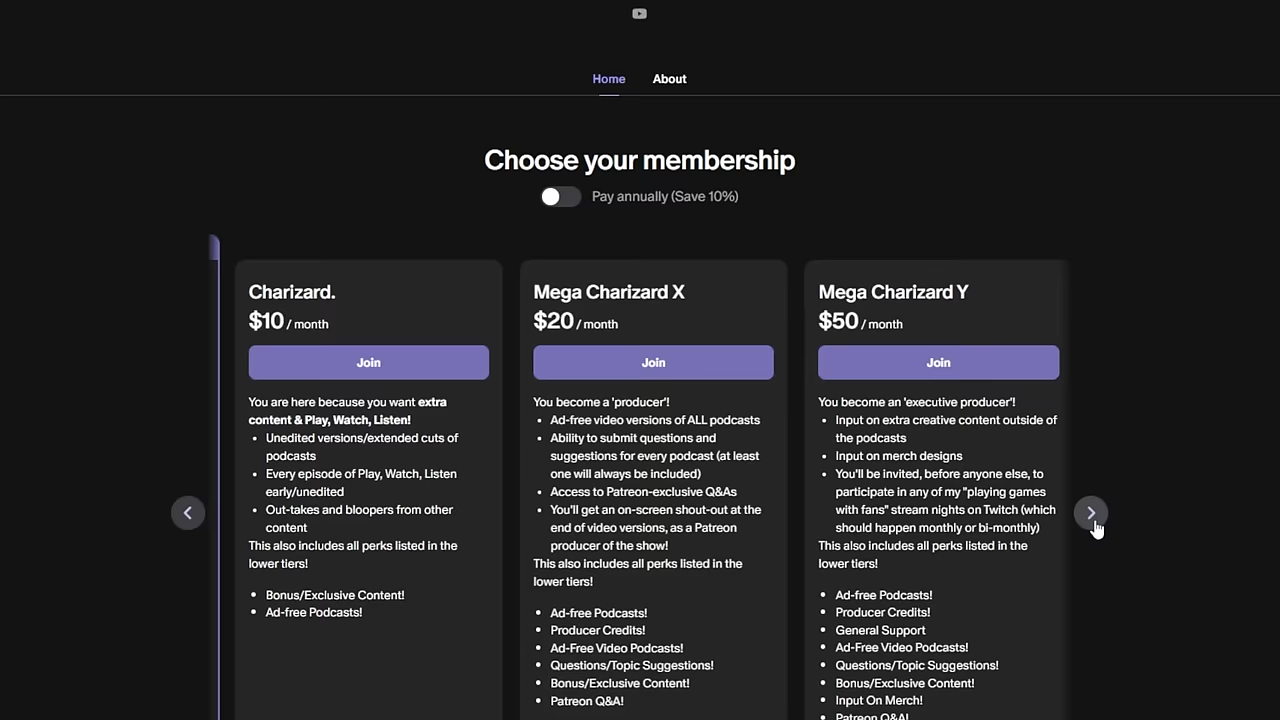 Home
About
Choose your membership
Pay annually (Save 10%)
Charizard.
$10 / month
Join
You are here because you want extra
content & Play, Watch, Listen!
• Unedited versions/extended cuts of
podcasts
• Every episode of Play, Watch, Listen
early/unedited
• Out-takes and bloopers from other
content
This also includes all perks listed in the
lower tiers!
• Bonus/Exclusive Content!
• Ad-free Podcasts!
Mega Charizard X
$20 / month
Join
You become a 'producer'!
• Ad-free video versions of ALL podcasts
• Ability to submit questions and
suggestions for every podcast (at least
one will always be included)
• Access to Patreon-exclusive Q&As
• You'll get an on-screen shout-out at the
end of video versions, as a Patreon
producer of the show!
This also includes all perks listed in the
lower tiers!
• Ad-free Podcasts!
• Producer Credits!
• Ad-Free Video Podcasts!
• Questions/Topic Suggestions!
• Bonus/Exclusive Content!
• Patreon Q&A!
Mega Charizard Y
$50 / month
Join
You become an 'executive producer'!
• Input on extra creative content outside of
the podcasts
• Input on merch designs
• You'll be invited, before anyone else, to
participate in any of my "playing games
with fans" stream nights on Twitch (which
should happen monthly or bi-monthly)
This also includes all perks listed in the
lower tiers!
• Ad-free Podcasts!
• Producer Credits!
• General Support
• Ad-Free Video Podcasts!
• Questions/Topic Suggestions!
• Bonus/Exclusive Content!
• Input On Merch!
• Patreon Q&A!